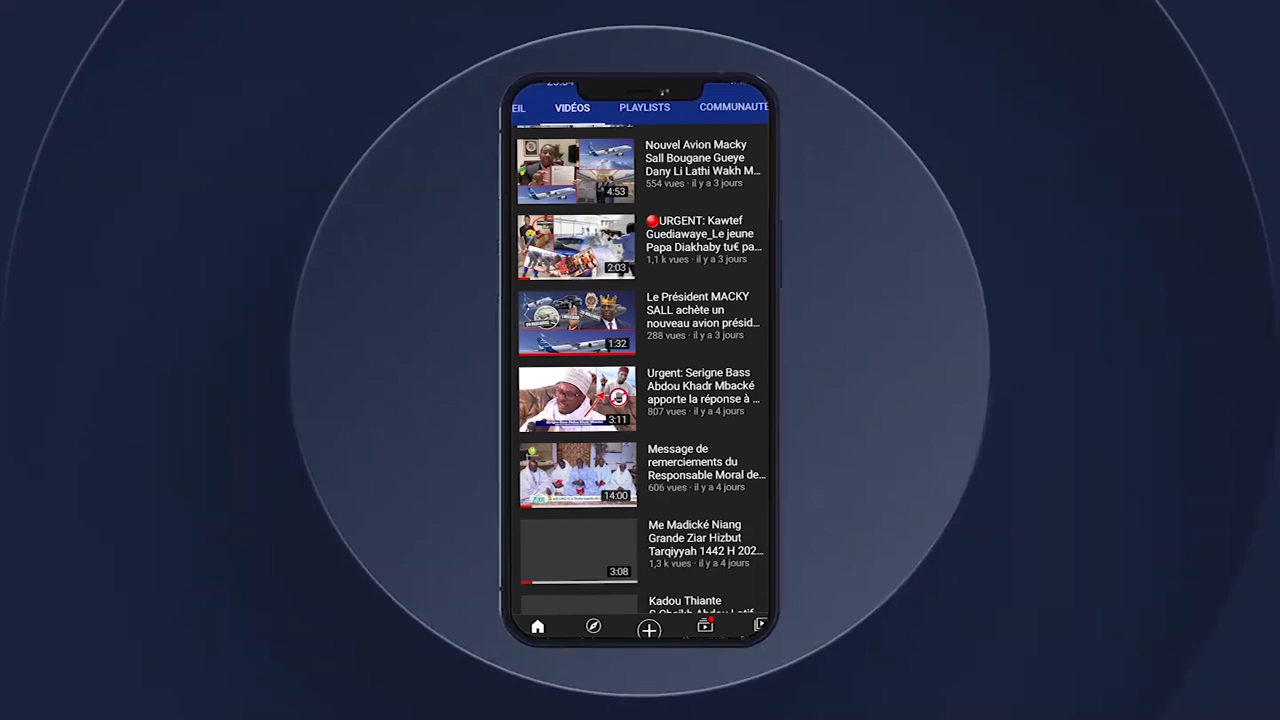 EIL VIDÉOS PLAYLISTS COMMUNAUTÉ
Nouvel Avion Macky
Sall Bougane Gueye
Dany Li Lathi Wakh M...
554 vues · il y a 3 jours
4:53
URGENT: Kawtef
Guediawaye_Le jeune
Papa Diakhaby tu€ pa...
1,1 k vues · il y a 3 jours
2:03
Le Président MACKY
SALL achète un
nouveau avion présid...
288 vues · il y a 3 jours
1:32
Urgent: Serigne Bass
Abdou Khadr Mbacké
apporte la réponse à ...
807 vues · il y a 4 jours
3:11
Message de
remerciements du
Responsable Moral de...
606 vues · il y a 4 jours
14:00
Me Madické Niang
Grande Ziar Hizbut
Tarqiyyah 1442 H 202...
1,3 k vues · il y a 4 jours
3:08
Kadou Thiante